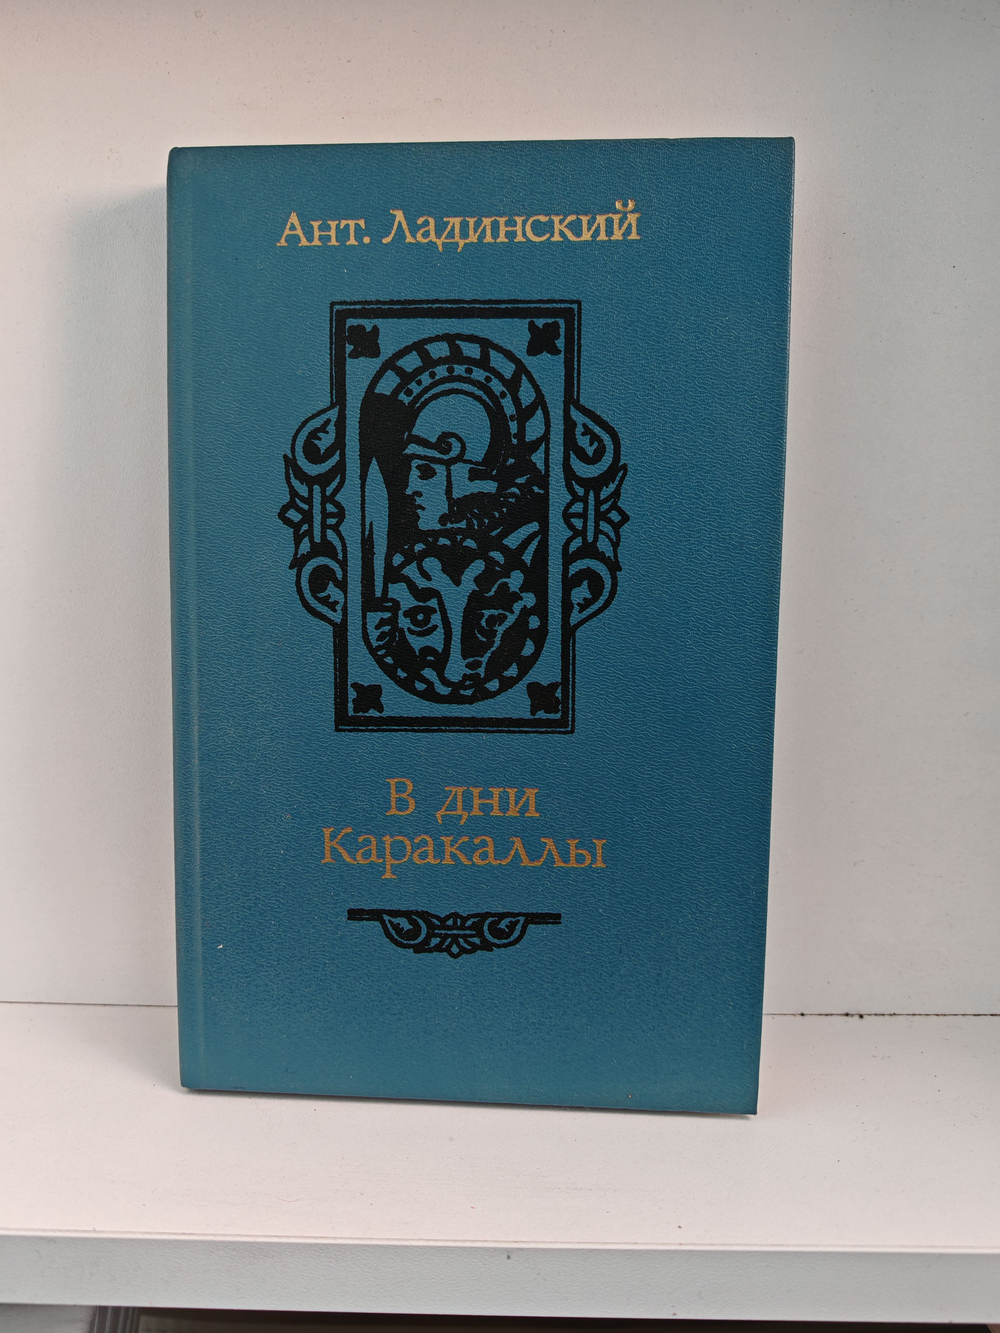 Ант. Ладинский
В дни
Каракаллы